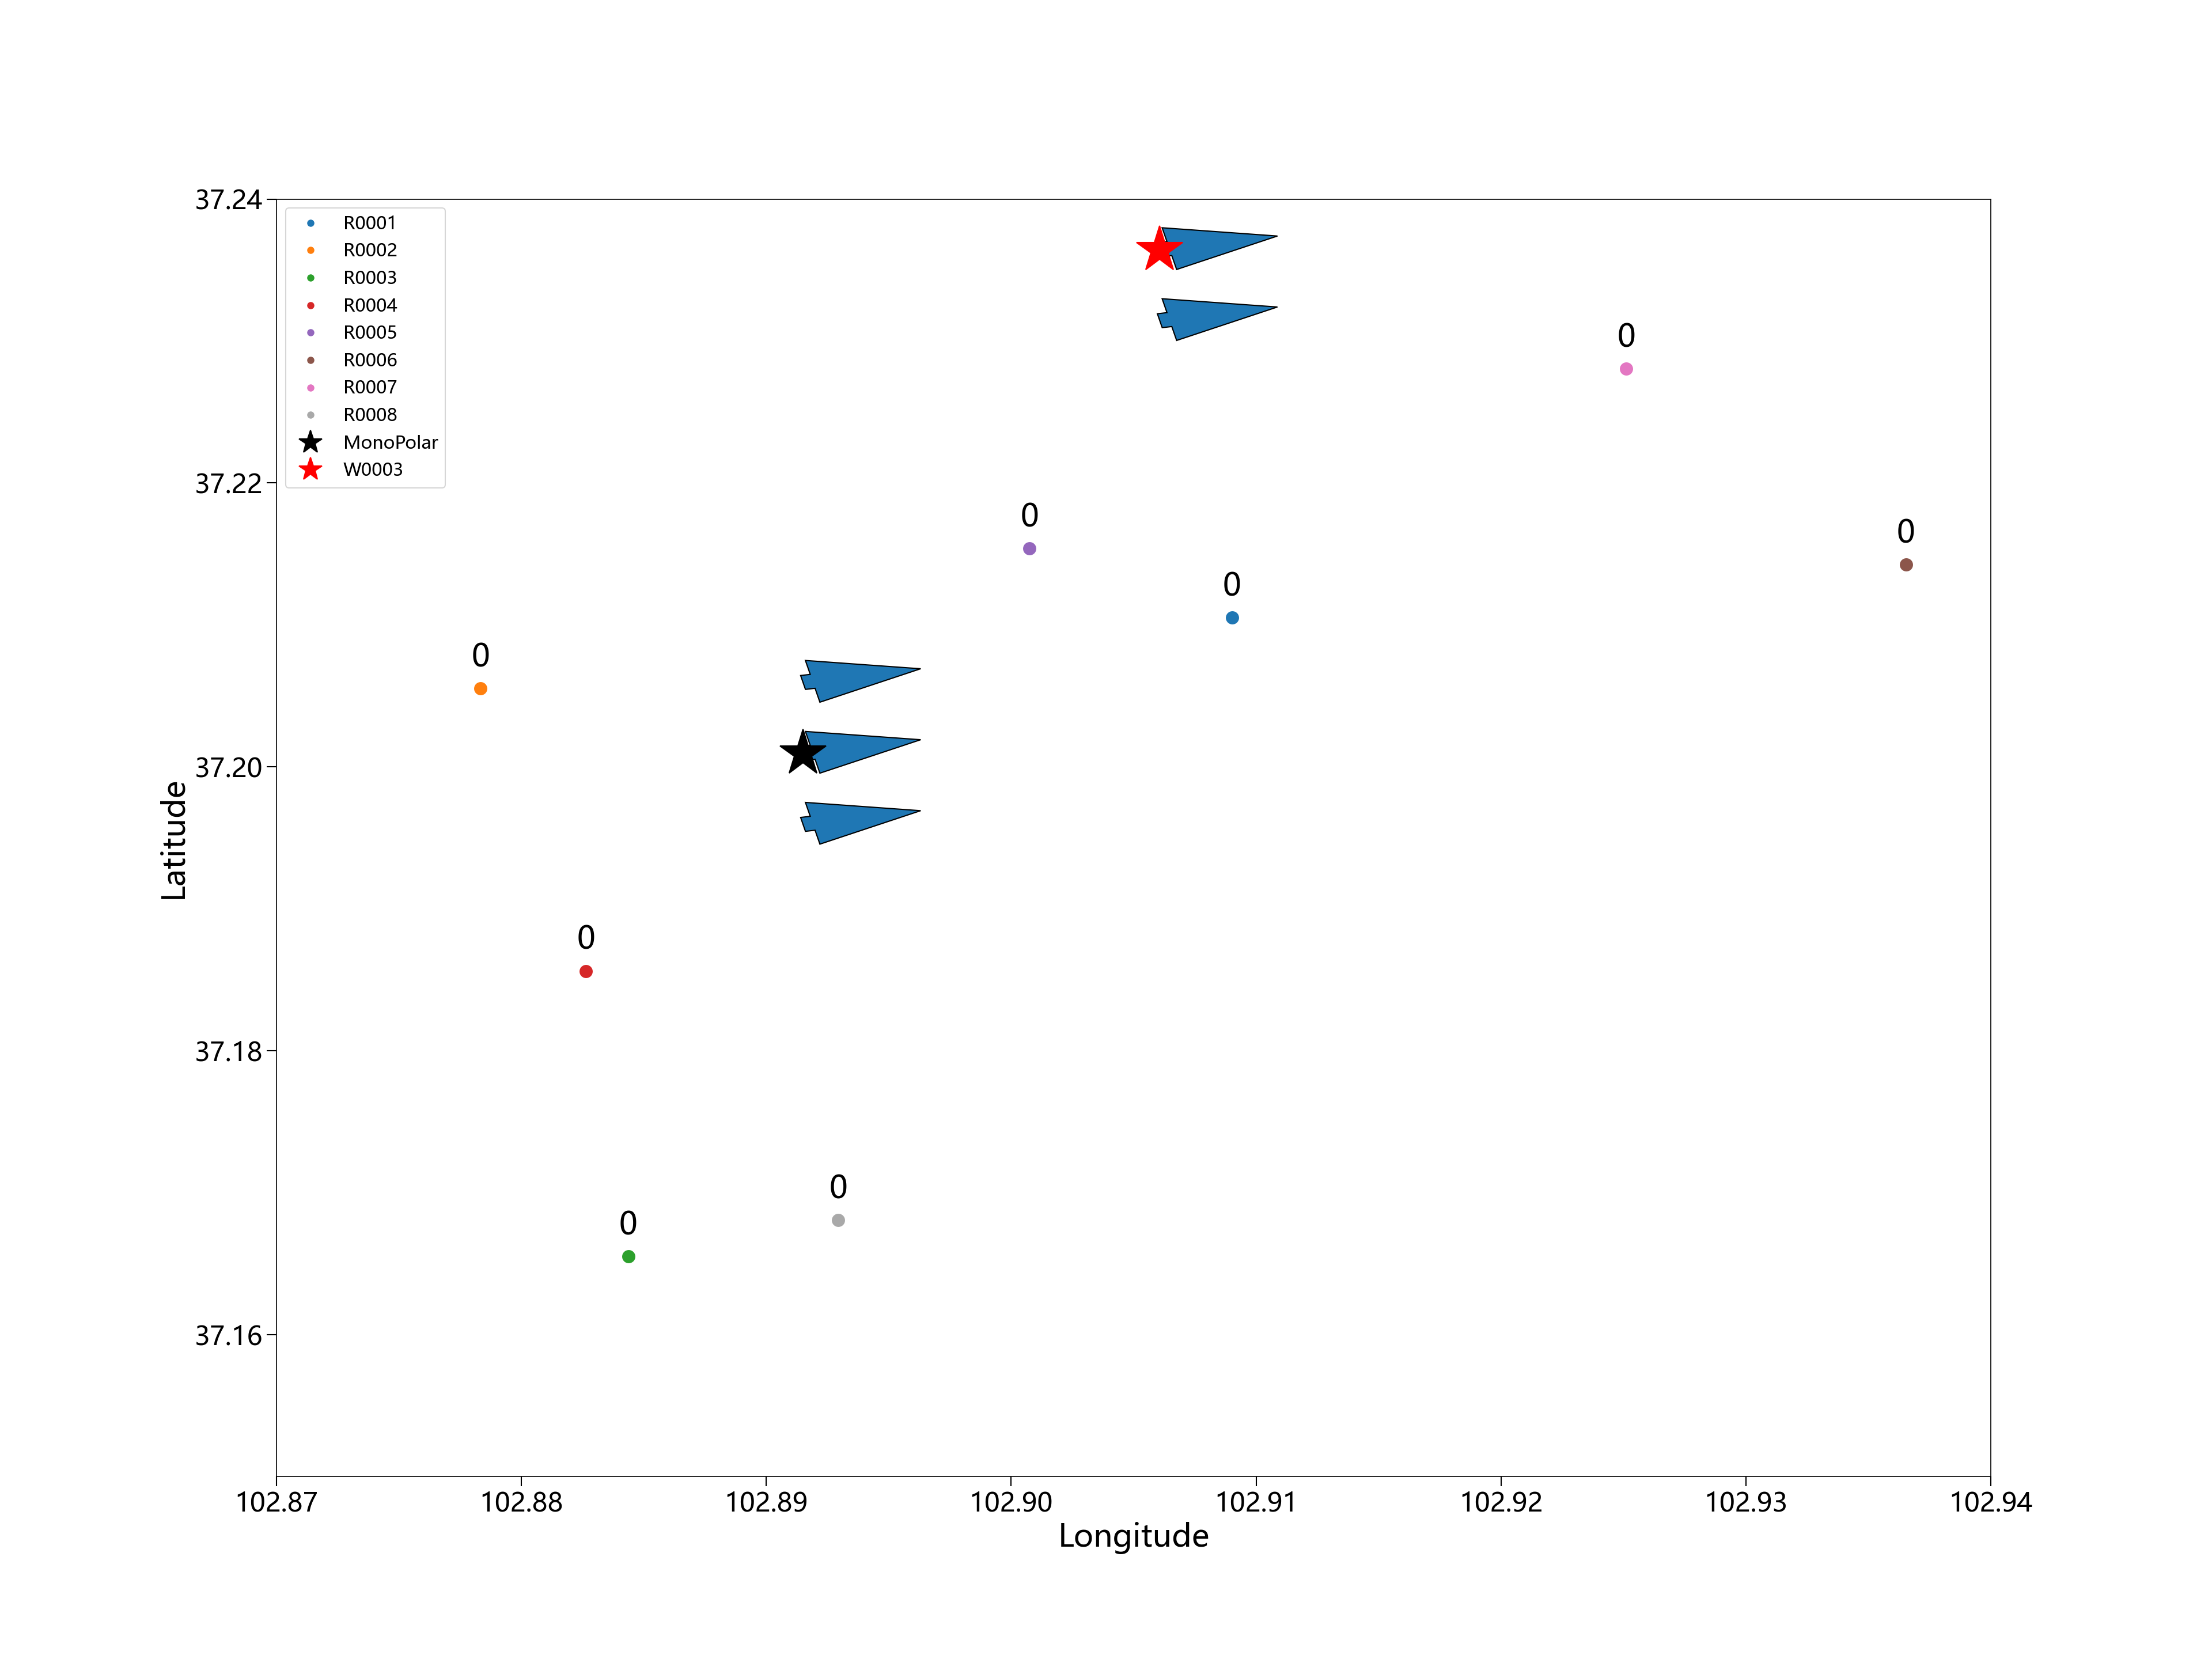 37.24
37.22
37.20
37.18
37.16
Latitude
R0001
R0002
R0003
R0004
R0005
R0006
R0007
R0008
MonoPolar
W0003
0
0
0
0
0
0
0
0
102.87 102.88 102.89 102.90 102.91 102.92 102.93 102.94
Longitude